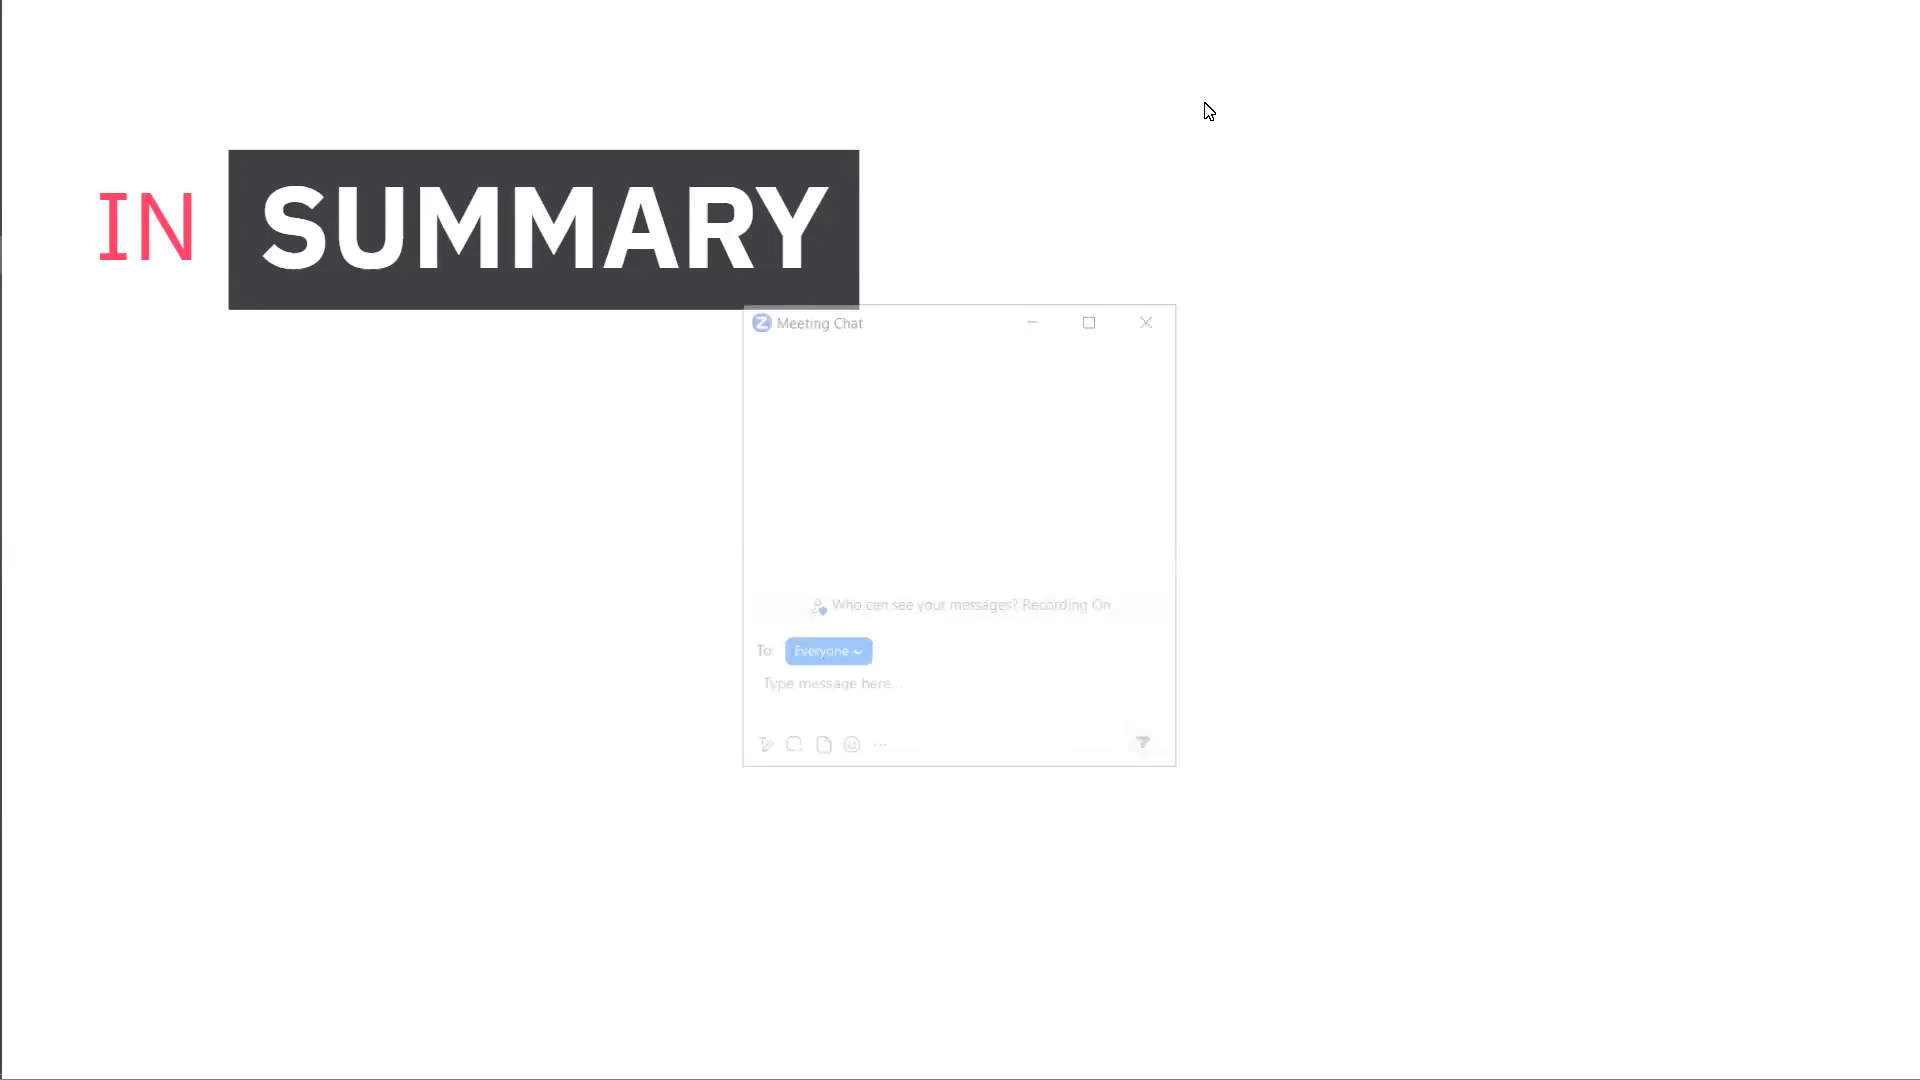 IN SUMMARY
Meeting Chat
Who can see your messages? Recording On
To: Everyone
Type message here...